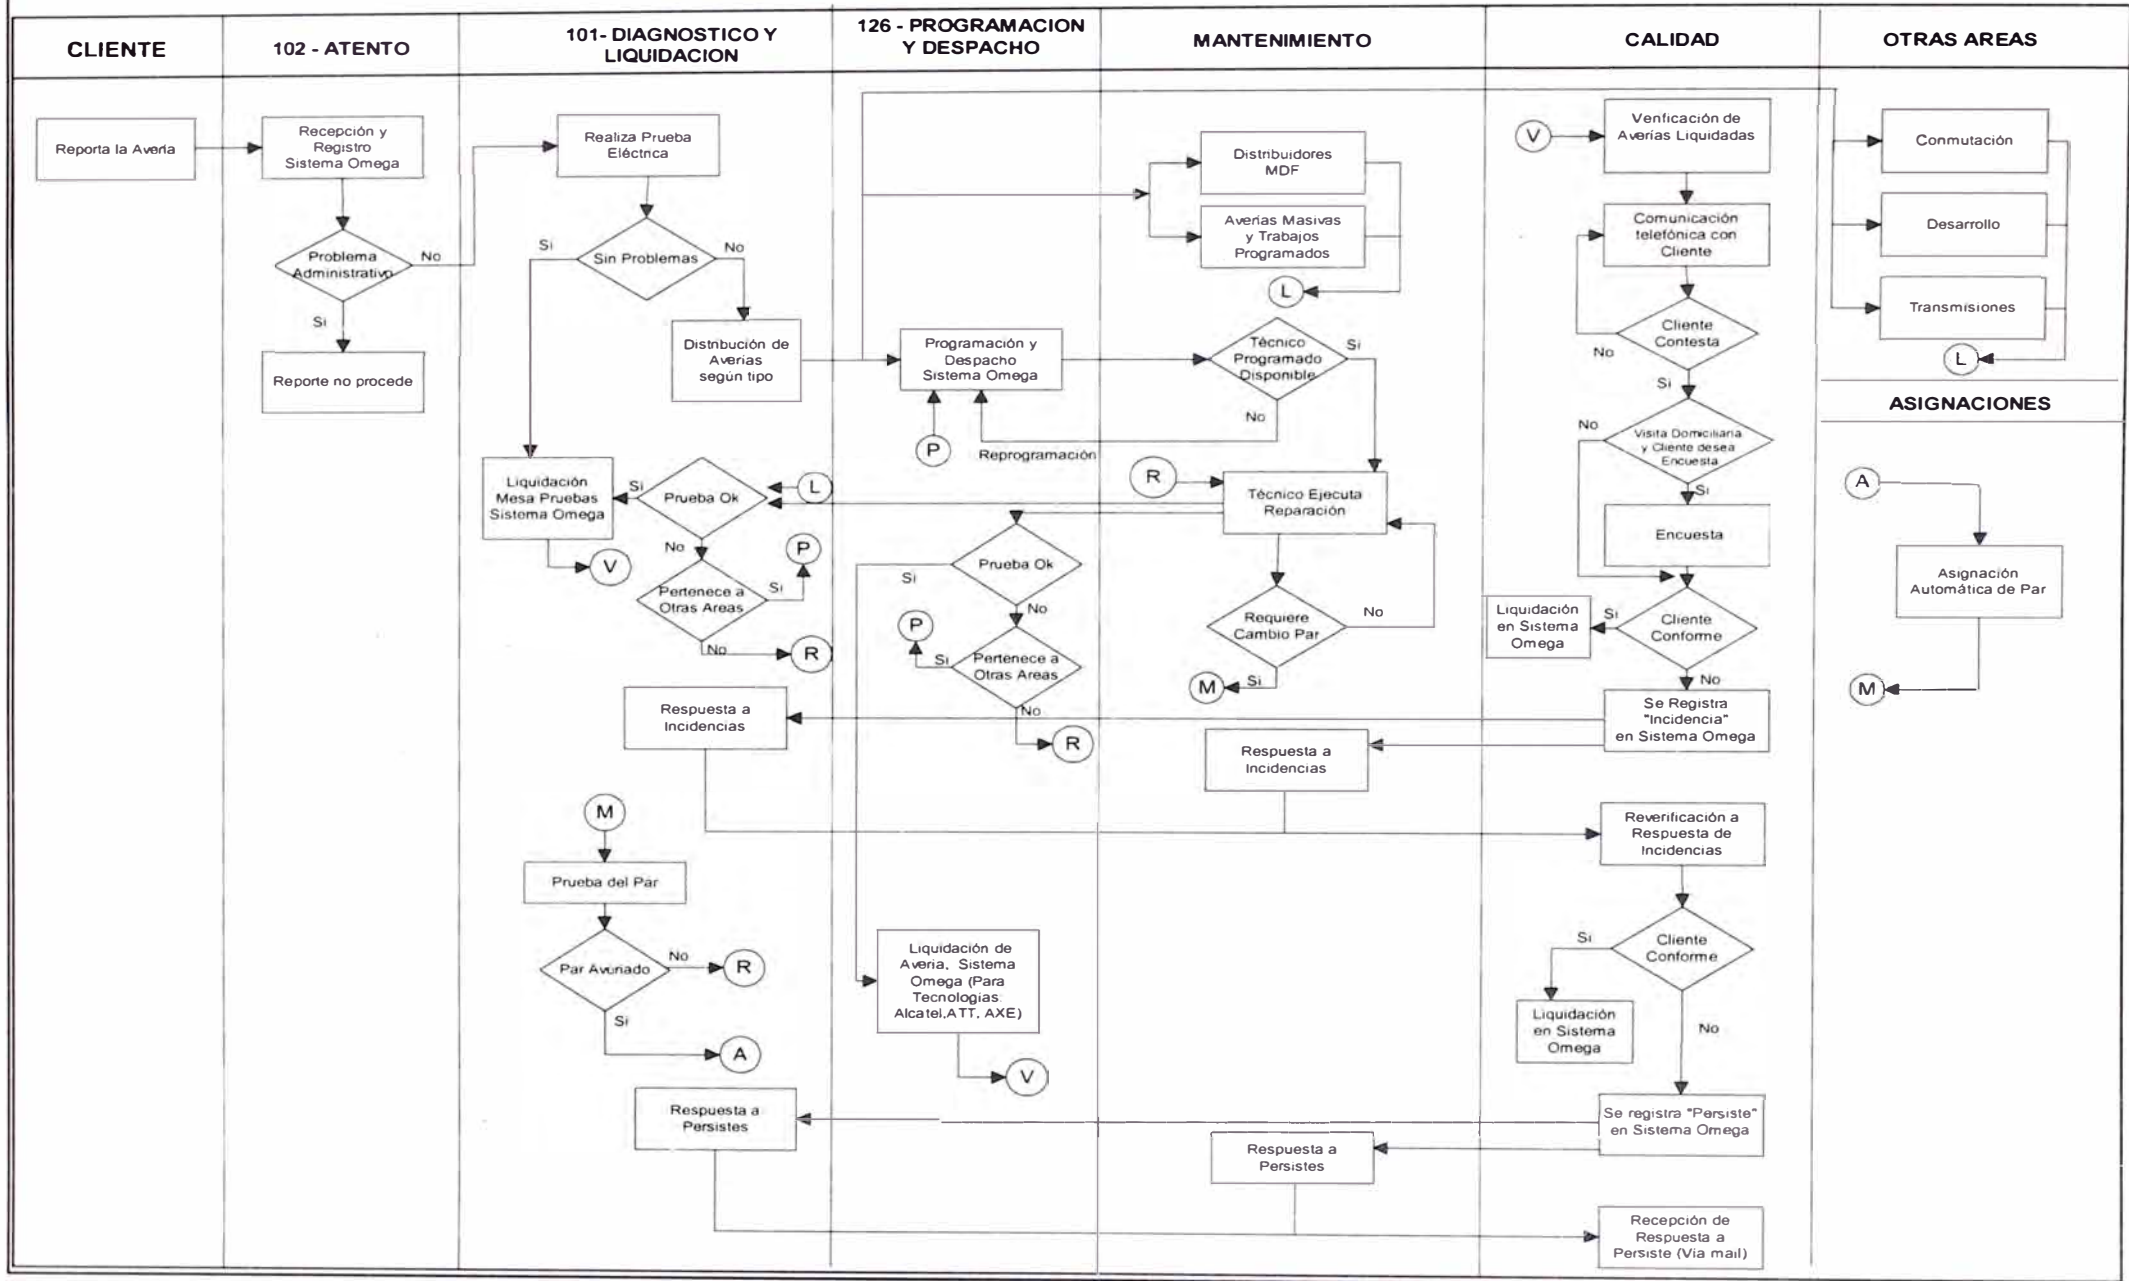 CLIENTE
102 - ATENTO
101- DIAGNOSTICO Y
LIQUIDACION
126 - PROGRAMACION
Y DESPACHO
MANTENIMIENTO
CALIDAD
OTRAS AREAS
Reporta la Avería
Recepción y
Registro
Sistema Omega
Problema
Administrativo
No
Si
Reporte no procede
Realiza Prueba
Eléctrica
Sin Problemas
Si
No
Distribución de
Averias
según tipo
Liquidación
Mesa Pruebas
Sistema Omega
V
Si
Prueba Ok
L
No
Pertenece a
Otras Areas
Si
P
No
R
Respuesta a
Incidencias
M
Prueba del Par
Par Averiado
No
R
Si
A
Respuesta a
Persistes
Programación y
Despacho
Sistema Omega
P
Reprogramación
Prueba Ok
Si
No
P
Si
Pertenece a
Otras Areas
No
R
Liquidación de
Averia, Sistema
Omega (Para
Tecnologias
Alcatel,ATT, AXE)
V
Distribuidores
MDF
Averias Masivas
y Trabajos
Programados
L
Técnico
Programado
Disponible
Si
No
R
Técnico Ejecuta
Reparación
Requiere
Cambio Par
No
M
Si
Respuesta a
Incidencias
Respuesta a
Persistes
V
Verificación de
Averías Liquidadas
Comunicación
telefónica con
Cliente
Cliente
Contesta
No
Si
No
Visita Domiciliaria
y Cliente desea
Encuesta
Si
Encuesta
Liquidación
en Sistema
Omega
Si
Cliente
Conforme
No
Se Registra
"Incidencia"
en Sistema Omega
Reverificación a
Respuesta de
Incidencias
Si
Cliente
Conforme
Liquidación
en Sistema
Omega
No
Se registra "Persiste"
en Sistema Omega
Recepción de
Respuesta a
Persiste (Via mail)
Conmutación
Desarrollo
Transmisiones
L
ASIGNACIONES
A
Asignación
Automática de Par
M